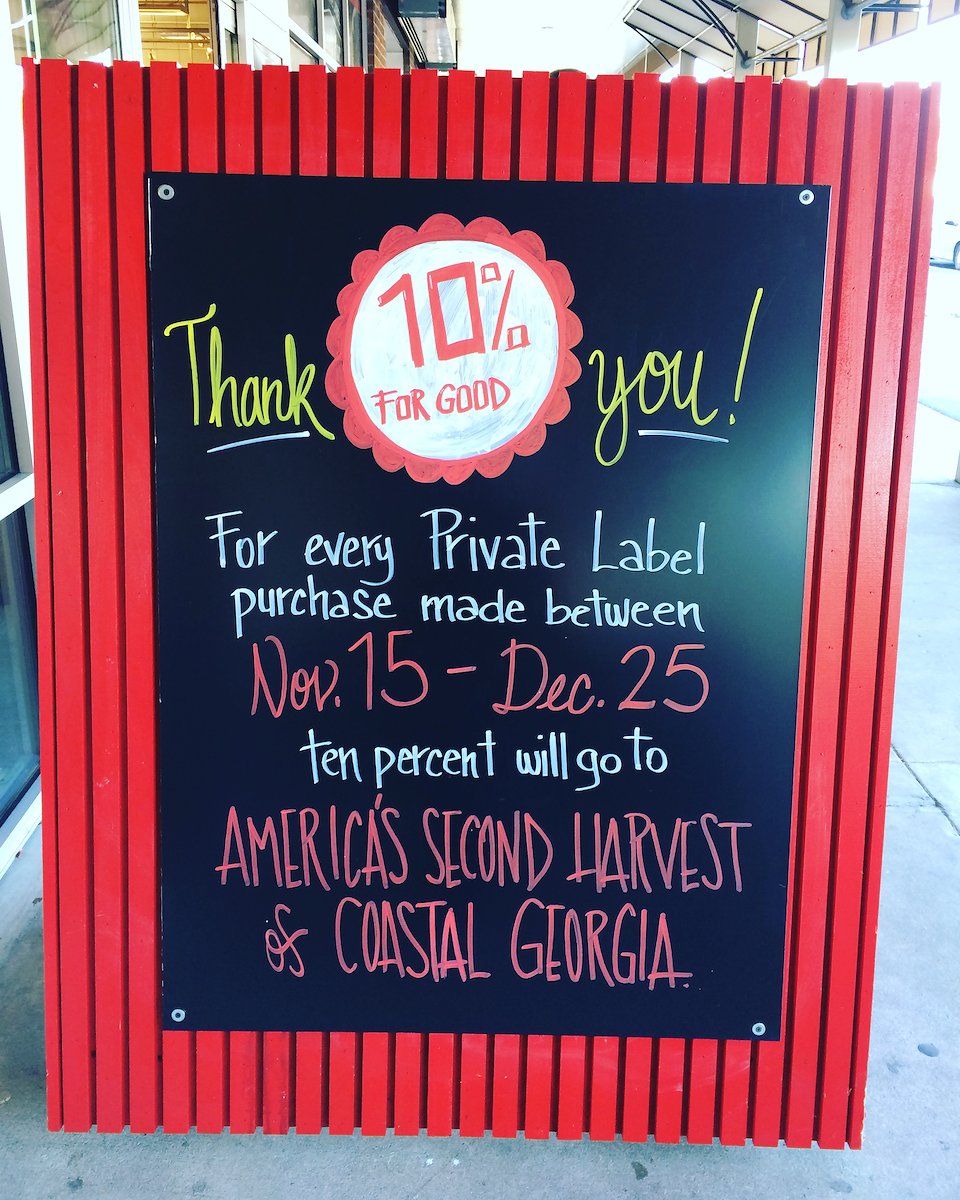 Thank you!
10%
FOR GOOD
For every Private Label
purchase made between
Nov. 15 - Dec. 25
ten percent will go to
AMERICA'S SECOND HARVEST
of COASTAL GEORGIA.